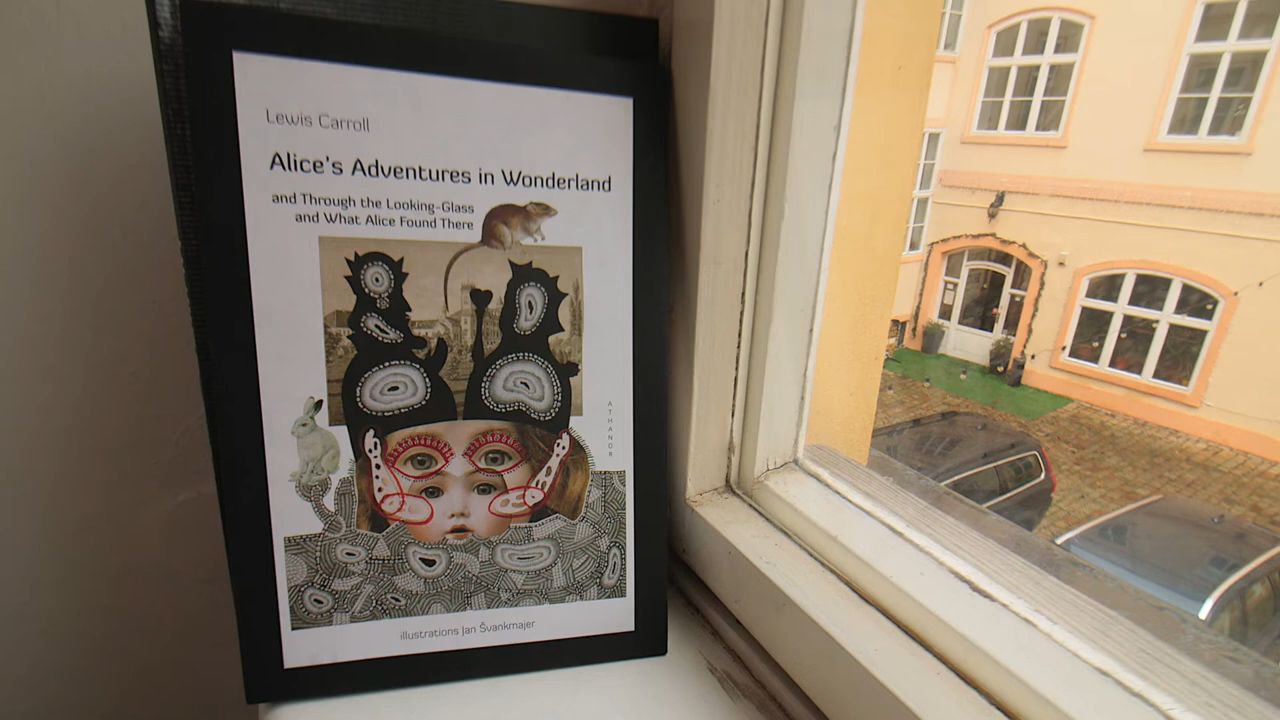 Lewis Carroll
Alice's Adventures in Wonderland
and Through the Looking-Glass
and What Alice Found There
ATHANOR
illustrations Jan Švankmajer